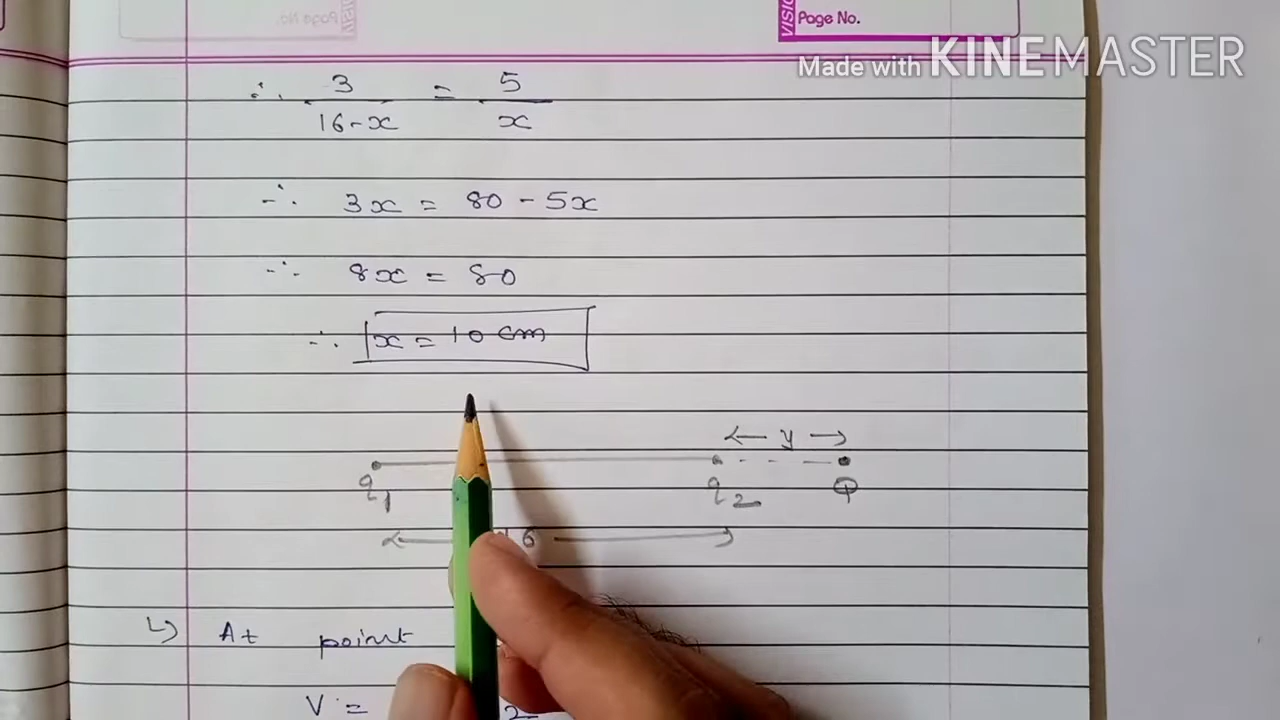 Page No.
Made with KINEMASTER
∴ 3/(16-x) = 5/x
∴ 3x = 80 - 5x
∴ 8x = 80
∴ x = 10 cm
← y →
q1 q2 Q
At point
V = 2